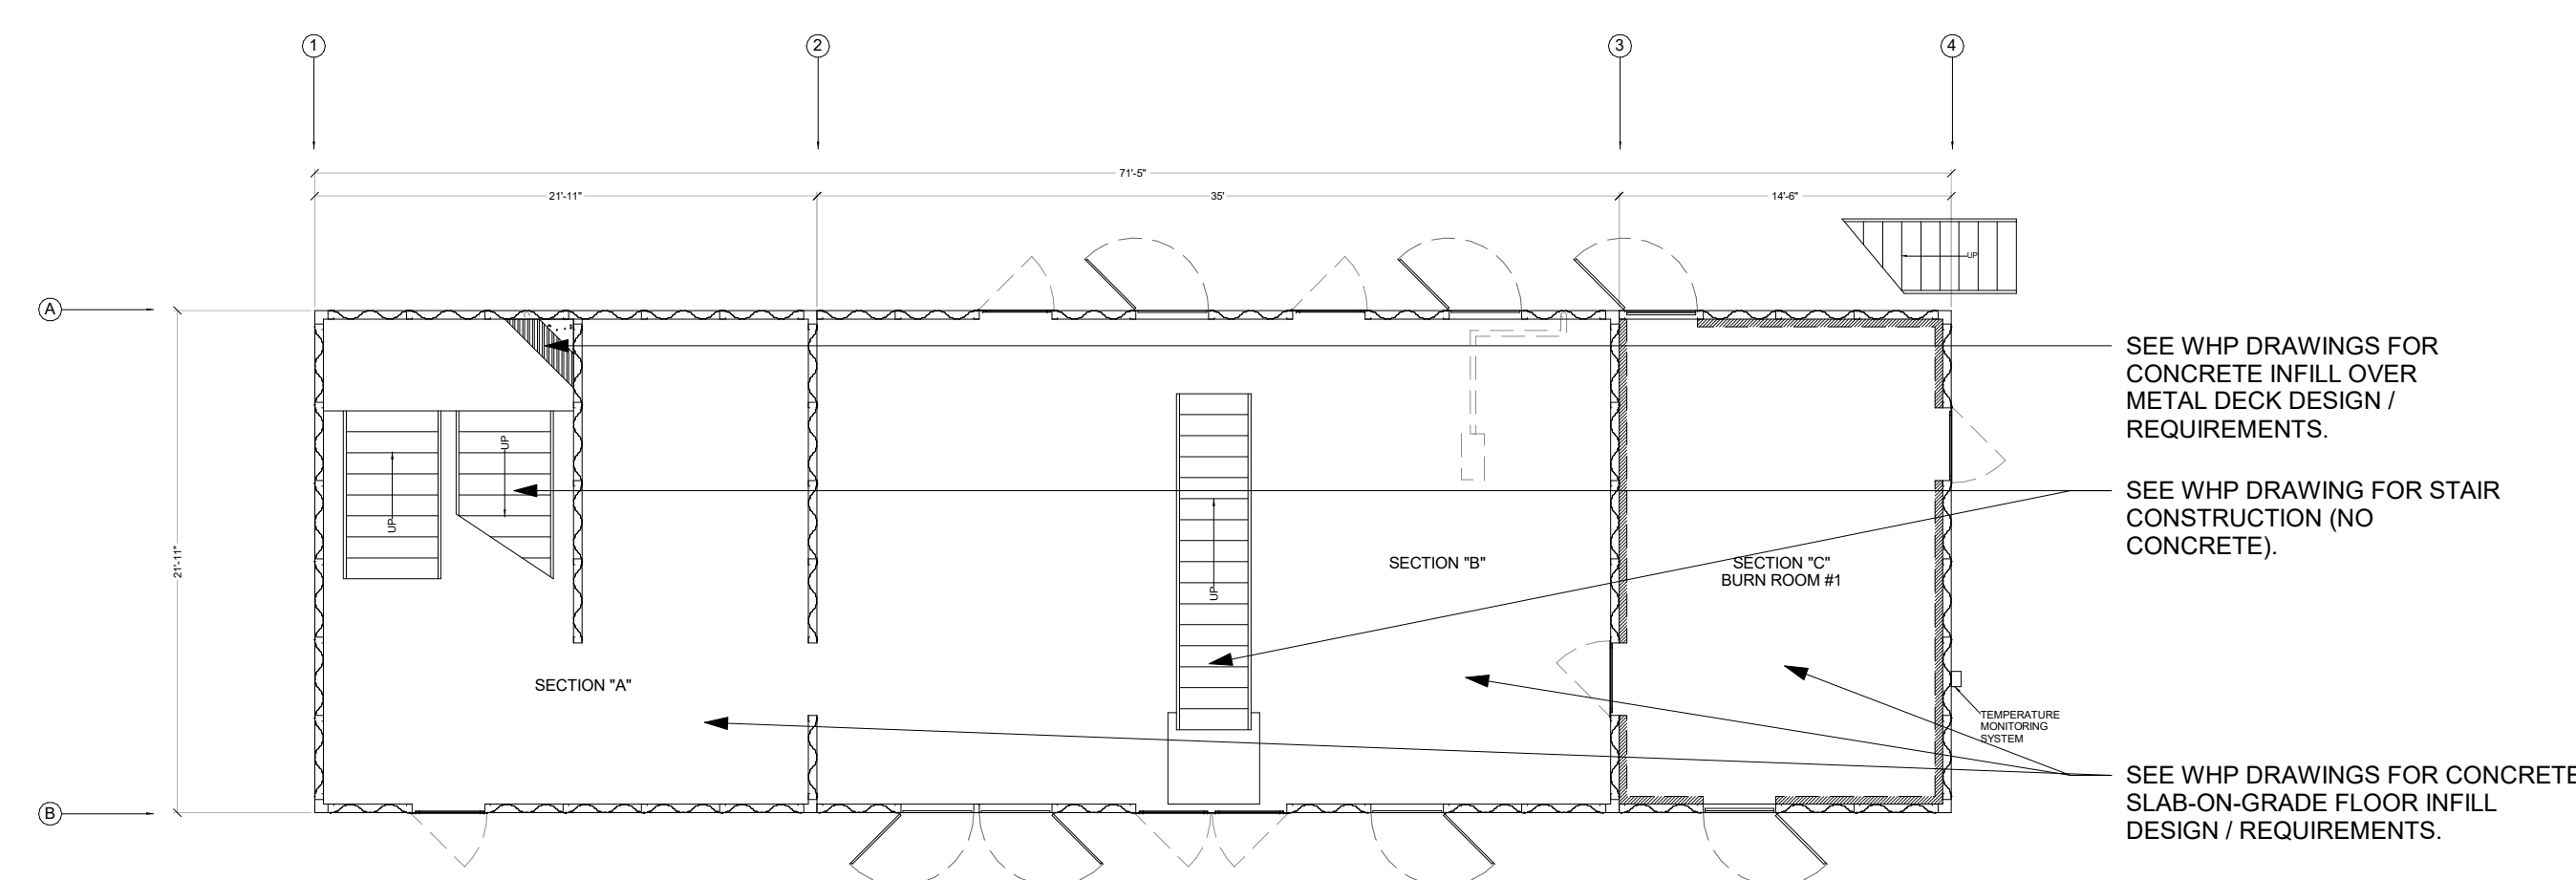 1
2
3
4
71'-5"
21'-11"
35'
14'-6"
UP
A
SEE WHP DRAWINGS FOR
CONCRETE INFILL OVER
METAL DECK DESIGN /
REQUIREMENTS.
UP
UP
SEE WHP DRAWING FOR STAIR
CONSTRUCTION (NO
CONCRETE).
21'-11"
UP
SECTION "B"
SECTION "C"
BURN ROOM #1
SECTION "A"
TEMPERATURE
MONITORING
SYSTEM
SEE WHP DRAWINGS FOR CONCRETE
SLAB-ON-GRADE FLOOR INFILL
DESIGN / REQUIREMENTS.
B